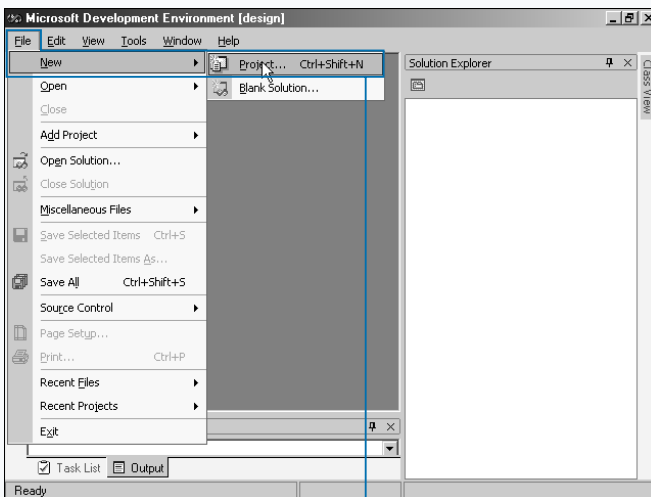 Microsoft Development Environment [design]
File Edit View Tools Window Help
New
Project... Ctrl+Shift+N
Blank Solution...
Open
Close
Add Project
Open Solution...
Close Solution
Miscellaneous Files
Save Selected Items Ctrl+S
Save Selected Items As...
Save All Ctrl+Shift+S
Source Control
Page Setup...
Print... Ctrl+P
Recent Files
Recent Projects
Exit
Solution Explorer
Class View
Task List Output
Ready